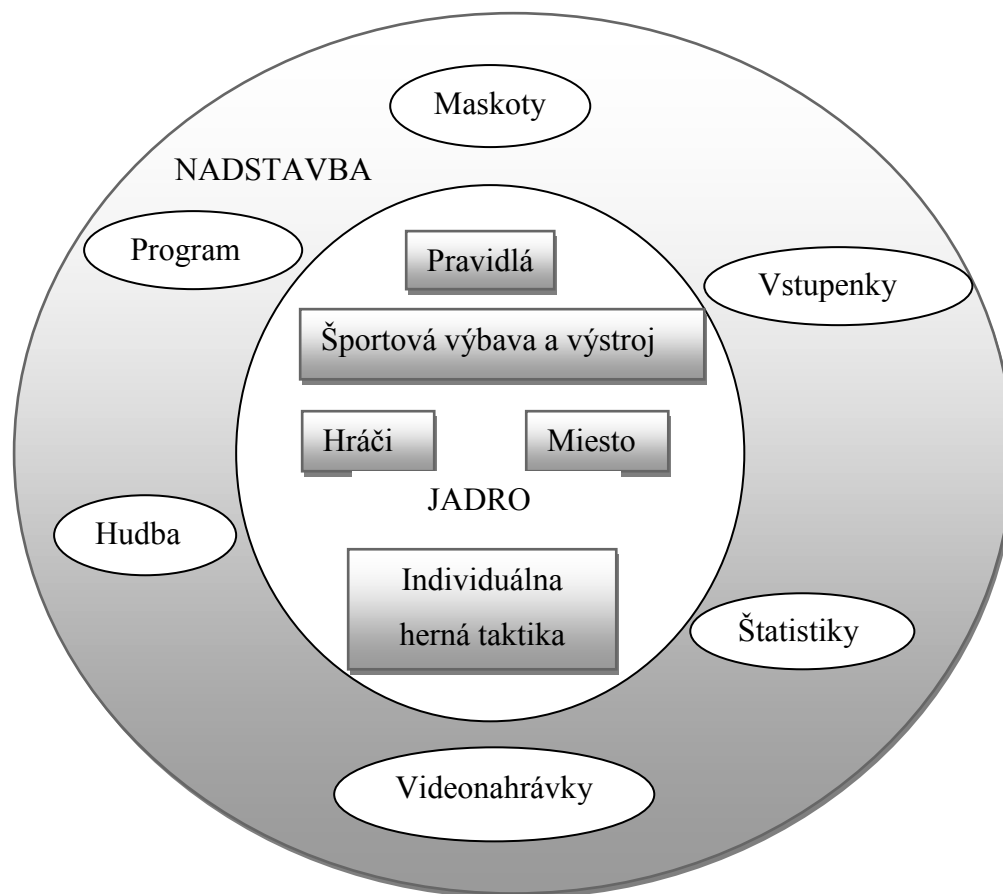 Maskoty
NADSTAVBA
Program
Pravidlá
Vstupenky
Športová výbava a výstroj
Hráči
Miesto
JADRO
Hudba
Individuálna
herná taktika
Štatistiky
Videonahrávky